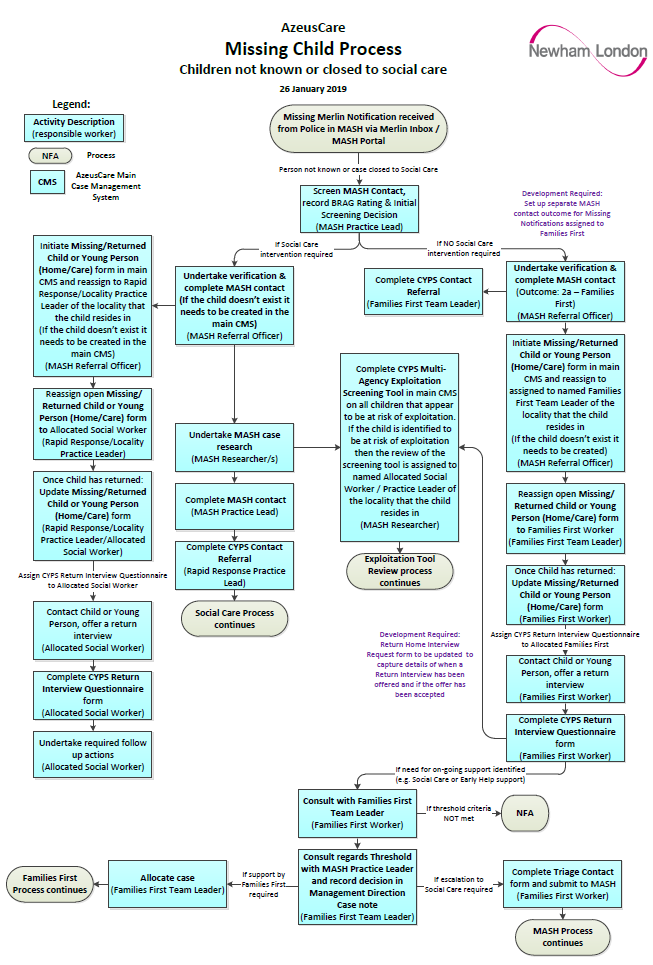 AzeusCare
Missing Child Process
Children not known or closed to social care
26 January 2019
Newham London
Legend:
Activity Description
(responsible worker)
NFA
Process
CMS
AzeusCare Main
Case Management
System
Missing Merlin Notification received
from Police in MASH via Merlin Inbox /
MASH Portal
Person not known or case closed to Social Care
Screen MASH Contact,
record BRAG Rating & Initial
Screening Decision
(MASH Practice Lead)
Development Required:
Set up separate MASH
contact outcome for Missing
Notifications assigned to
Families First
If Social Care
intervention required
If NO Social Care
intervention required
Initiate Missing/Returned
Child or Young Person
(Home/Care) form in main
CMS and reassign to Rapid
Response/Locality Practice
Leader of the locality that
the child resides in
(If the child doesn't exist it
needs to be created in the
main CMS)
(MASH Referral Officer)
Undertake verification &
complete MASH contact
(If the child doesn't exist it
needs to be created in the
main CMS)
(MASH Referral Officer)
Complete CYPS Contact
Referral
(Families First Team Leader)
Undertake verification &
complete MASH contact
(Outcome: 2a – Families
First)
(MASH Referral Officer)
Initiate Missing/Returned
Child or Young Person
(Home/Care) form in main
CMS and reassign to
assigned to named Families
First Team Leader of the
locality that the child
resides in
(If the child doesn't exist it
needs to be created)
(MASH Referral Officer)
Reassign open Missing/
Returned Child or Young
Person (Home/Care) form
to Allocated Social Worker
(Rapid Response/Locality
Practice Leader)
Undertake MASH case
research
(MASH Researcher/s)
Complete CYPS Multi-
Agency Exploitation
Screening Tool in main CMS
on all children that appear
to be at risk of exploitation.
If the child is identified to
be at risk of exploitation
then the review of the
screening tool is assigned to
named Allocated Social
Worker / Practice Leader of
the locality that the child
resides in
(MASH Researcher)
Once Child has returned:
Update Missing/Returned
Child or Young Person
(Home/Care) form
(Rapid Response/Locality
Practice Leader/Allocated
Social Worker)
Complete MASH contact
(MASH Practice Lead)
Reassign open Missing/
Returned Child or Young
Person (Home/Care) form
to Families First Worker
(Families First Team Leader)
Complete CYPS Contact
Referral
(Rapid Response Practice
Lead)
Exploitation Tool
Review process
continues
Once Child has returned:
Update Missing/Returned
Child or Young Person
(Home/Care) form
(Families First Worker)
Assign CYPS Return Interview Questionnaire
to Allocated Social Worker
Social Care Process
continues
Contact Child or Young
Person, offer a return
interview
(Allocated Social Worker)
Development Required:
Return Home Interview
Request form to be updated to
capture details of when a
Return Interview has been
offered and if the offer has
been accepted
Assign CYPS Return Interview Questionnaire
to Allocated Families First
Contact Child or Young
Person, offer a return
interview
(Families First Worker)
Complete CYPS Return
Interview Questionnaire
form
(Allocated Social Worker)
Complete CYPS Return
Interview Questionnaire
form
(Families First Worker)
Undertake required follow
up actions
(Allocated Social Worker)
If need for on-going support identified
(e.g. Social Care or Early Help support)
Consult with Families First
Team Leader
(Families First Worker)
If threshold criteria
NOT met
NFA
Consult regards Threshold
with MASH Practice Leader
and record decision in
Management Direction
Case note
(Families First Team Leader)
Families First
Process continues
Allocate case
(Families First Team Leader)
If support by
Families First
required
If escalation to
Social Care required
Complete Triage Contact
form and submit to MASH
(Families First Worker)
MASH Process
continues